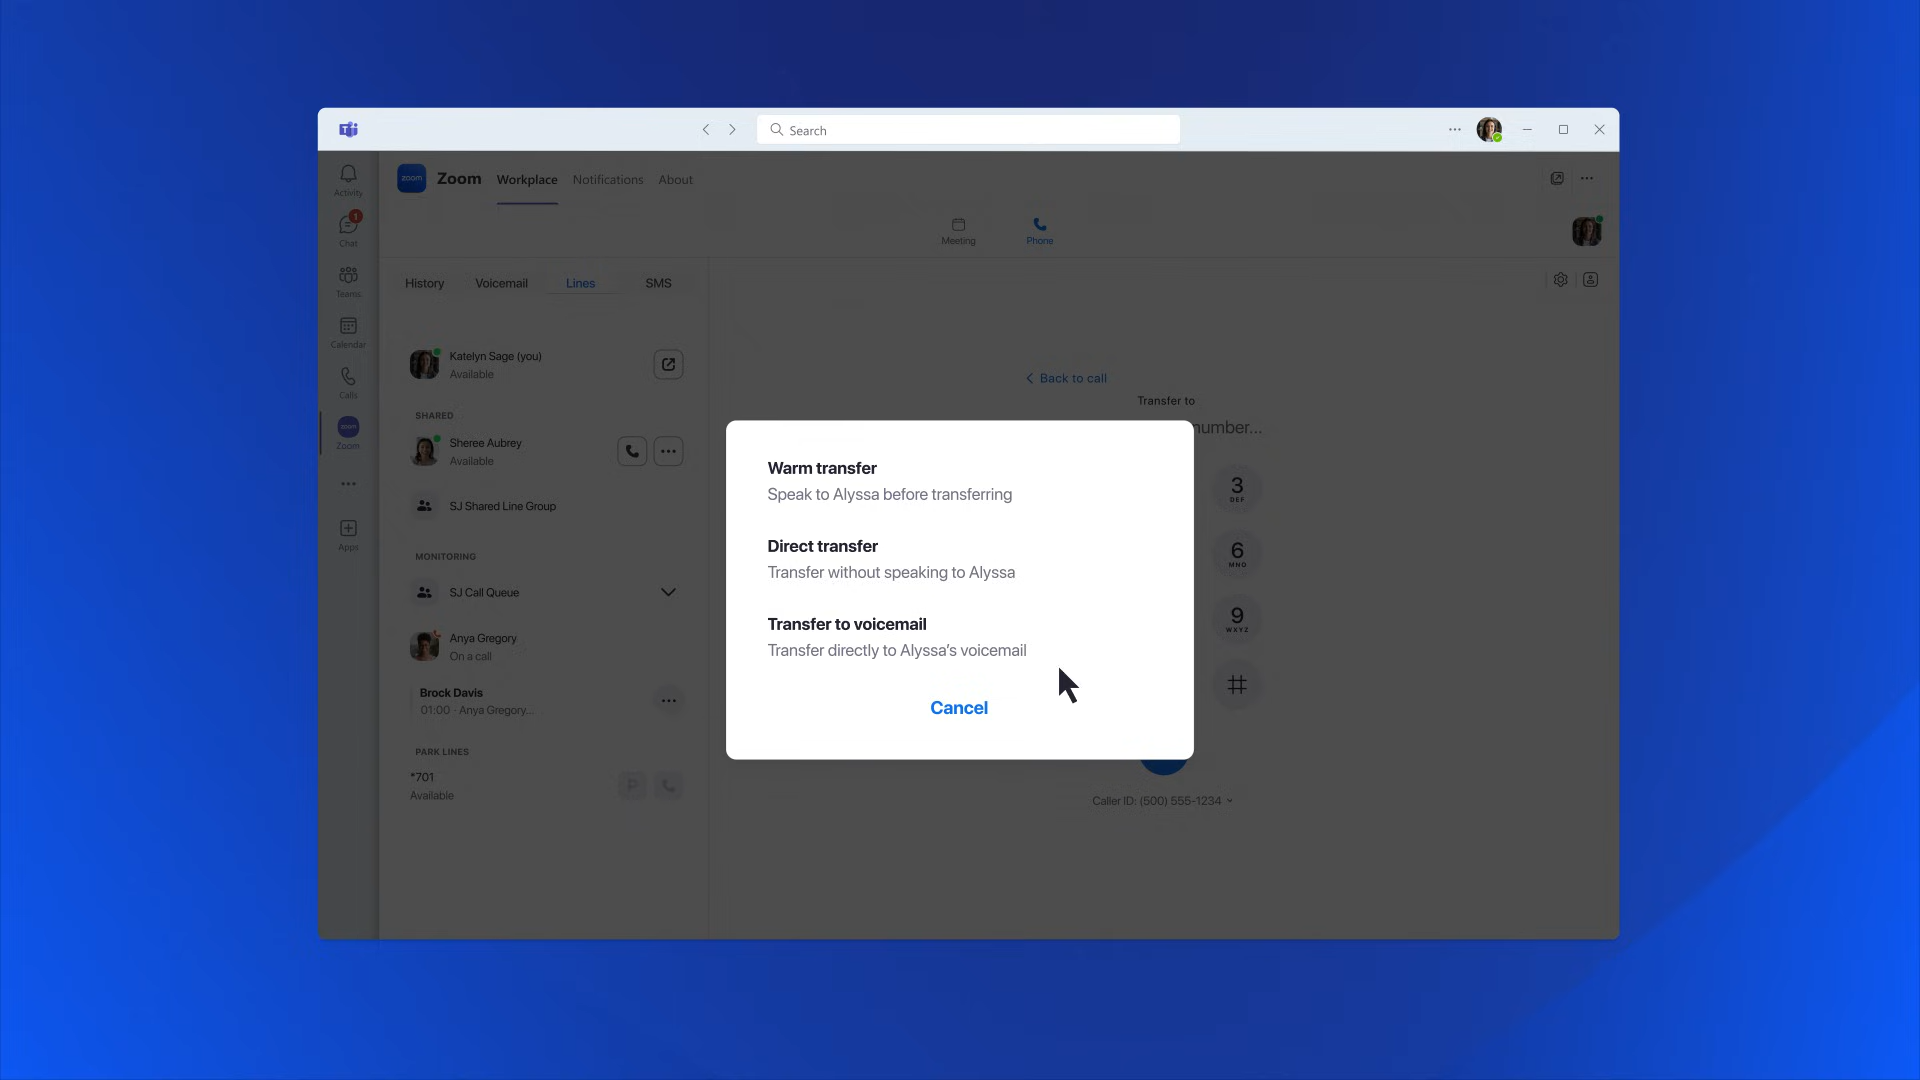 Search
zoom
Zoom
Workplace
Notifications
About
Activity
1
Chat
Teams
Calendar
Calls
zoom
Zoom
Apps
Meeting
Phone
History
Voicemail
Lines
SMS
Katelyn Sage (you)
Available
SHARED
Sheree Aubrey
Available
SJ Shared Line Group
MONITORING
SJ Call Queue
Anya Gregory
On a call
Brock Davis
01:00 · Anya Gregory...
PARK LINES
*701
Available
P
Back to call
Transfer to
number...
Warm transfer
Speak to Alyssa before transferring
Direct transfer
Transfer without speaking to Alyssa
Transfer to voicemail
Transfer directly to Alyssa’s voicemail
Cancel
3
DEF
6
MNO
9
WXYZ
#
Caller ID: (500) 555-1234